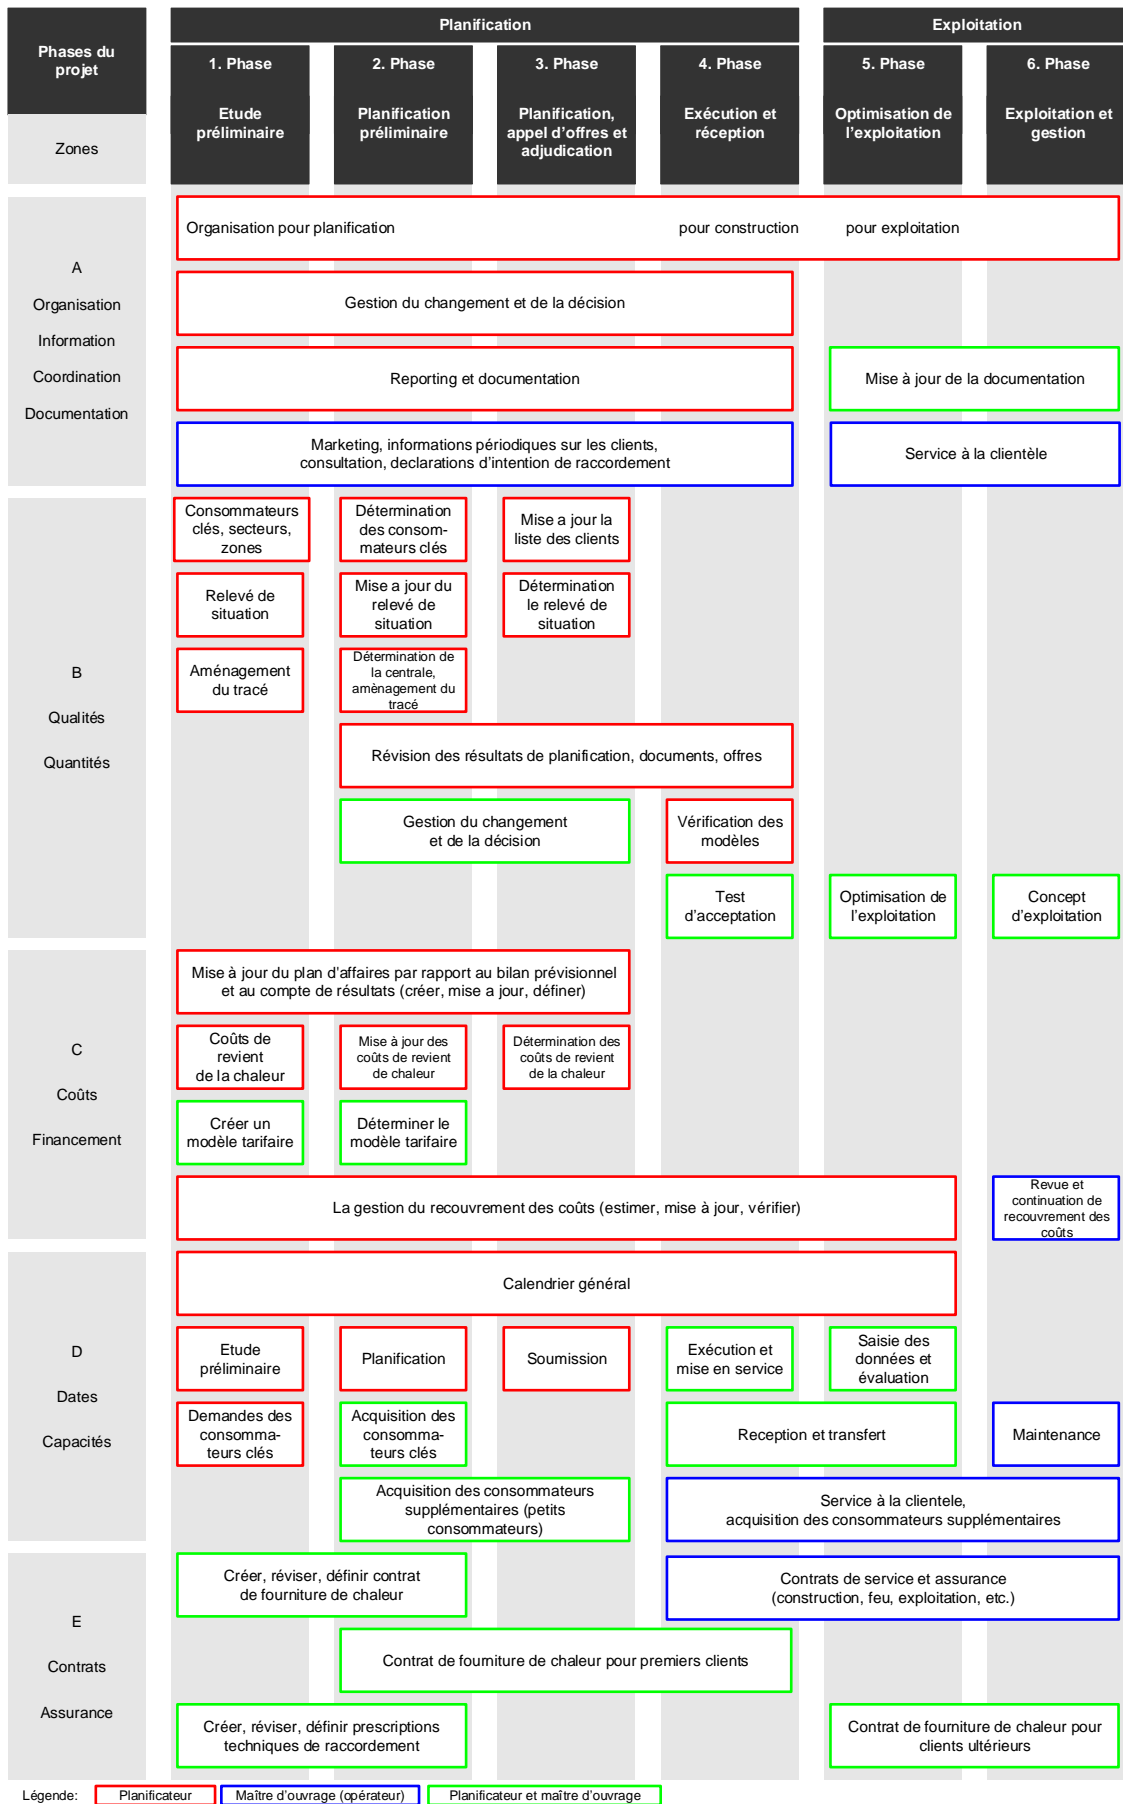 Phases du
projet
Zones
Planification
Exploitation
1. Phase
Etude
préliminaire
2. Phase
Planification
préliminaire
3. Phase
Planification,
appel d'offres et
adjudication
4. Phase
Exécution et
réception
5. Phase
Optimisation de
l'exploitation
6. Phase
Exploitation et
gestion
A
Organisation
Information
Coordination
Documentation
Organisation pour planification pour construction pour exploitation
Gestion du changement et de la décision
Reporting et documentation
Mise à jour de la documentation
Marketing, informations périodiques sur les clients,
consultation, declarations d'intention de raccordement
Service à la clientèle
B
Qualités
Quantités
Consommateurs
clés, secteurs,
zones
Détermination
des consom-
mateurs clés
Mise a jour la
liste des clients
Relevé de
situation
Mise a jour du
relevé de
situation
Détermination
le relevé de
situation
Aménagement
du tracé
Détermination de
la centrale,
amènagement du
tracé
Révision des résultats de planification, documents, offres
Gestion du changement
et de la décision
Vérification des
modèles
Test
d'acceptation
Optimisation de
l'exploitation
Concept
d'exploitation
C
Coûts
Financement
Mise à jour du plan d'affaires par rapport au bilan prévisionnel
et au compte de résultats (créer, mise a jour, définer)
Coûts de
revient
de la chaleur
Mise à jour des
coûts de revient
de chaleur
Détermination des
coûts de revient
de la chaleur
Créer un
modèle tarifaire
Déterminer le
modèle tarifaire
La gestion du recouvrement des coûts (estimer, mise à jour, vérifier)
Revue et
continuation de
recouvrement des
coûts
D
Dates
Capacités
Calendrier général
Etude
préliminaire
Planification
Soumission
Exécution et
mise en service
Saisie des
données et
évaluation
Demandes des
consomma-
teurs clés
Acquisition des
consomma-
teurs clés
Reception et transfert
Maintenance
Acquisition des consommateurs
supplémentaires (petits
consommateurs)
Service à la clientele,
acquisition des consommateurs supplémentaires
E
Contrats
Assurance
Créer, réviser, définir contrat
de fourniture de chaleur
Contrats de service et assurance
(construction, feu, exploitation, etc.)
Contrat de fourniture de chaleur pour premiers clients
Créer, réviser, définir prescriptions
techniques de raccordement
Contrat de fourniture de chaleur pour
clients ultérieurs
Légende: Planificateur Maître d'ouvrage (opérateur) Planificateur et maître d'ouvrage